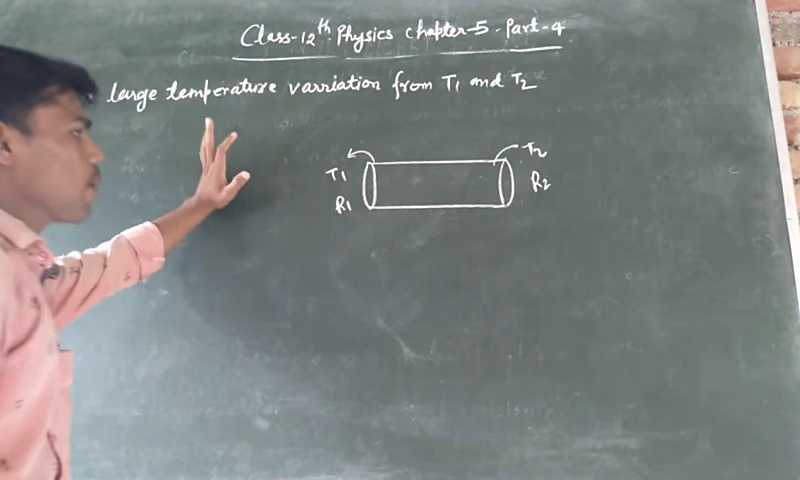 Class-12th Physics chapter-5-Part-4
large temperature varriation from T1 and T2
T1
T2
R1
R2